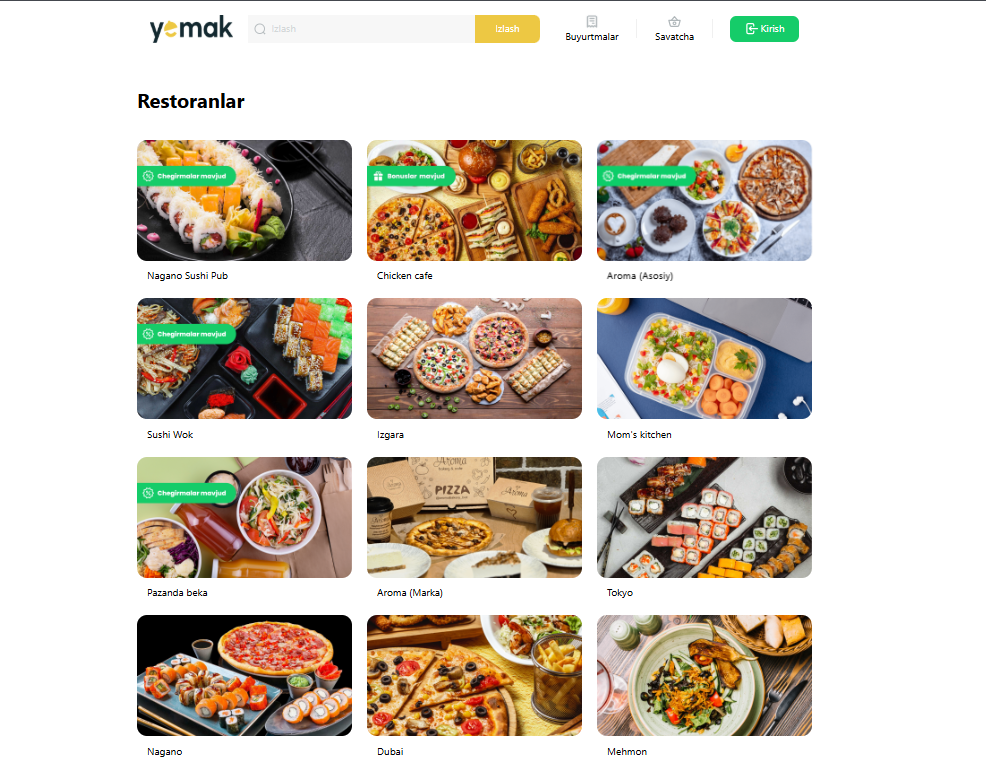 yemak
Izlash
Izlash
Buyurtmalar
Savatcha
Kirish
Restoranlar
Chegirmalar mavjud
Bonuslar mavjud
Chegirmalar mavjud
Nagano Sushi Pub
Chicken cafe
Aroma (Asosiy)
Chegirmalar mavjud
Sushi Wok
Izgara
Mom's kitchen
Chegirmalar mavjud
Aroma
PIZZA
Aroma
Pazanda beka
Aroma (Marka)
Tokyo
Nagano
Dubai
Mehmon